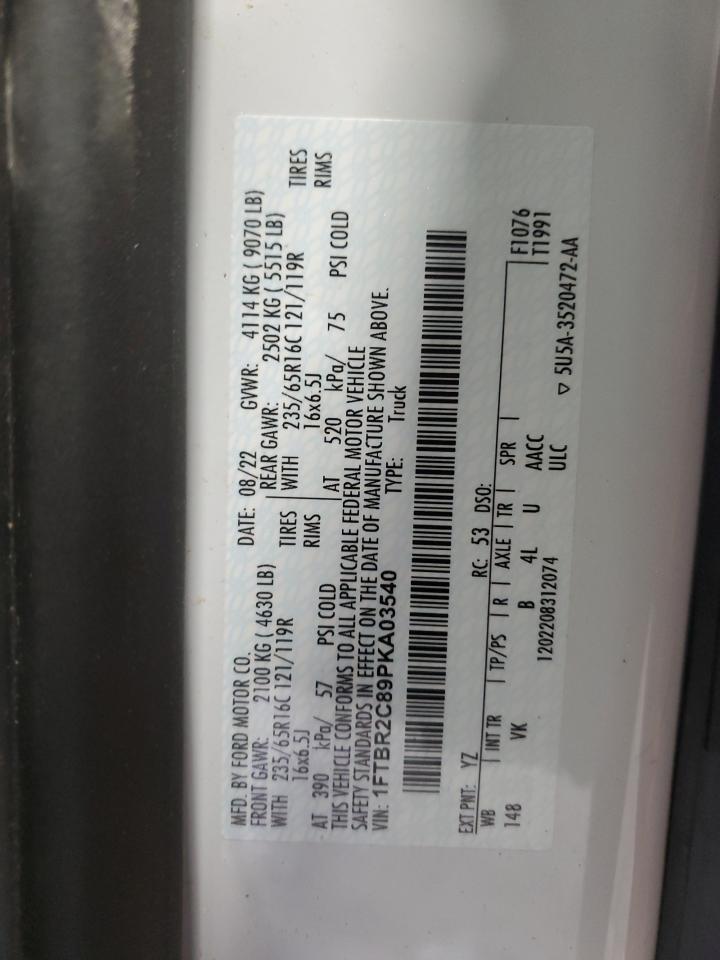 MFD. BY FORD MOTOR CO.
DATE: 08/22 GVWR: 4114 KG ( 9070 LB)
FRONT GAWR: 2100 KG ( 4630 LB)
REAR GAWR: 2502 KG ( 5515 LB)
WITH 235/65R16C 121/119R TIRES
WITH 235/65R16C 121/119R TIRES
16x6.5J RIMS
16x6.5J RIMS
AT 390 kPa/ 57 PSI COLD
AT 520 kPa/ 75 PSI COLD
THIS VEHICLE CONFORMS TO ALL APPLICABLE FEDERAL MOTOR VEHICLE
SAFETY STANDARDS IN EFFECT ON THE DATE OF MANUFACTURE SHOWN ABOVE.
VIN: 1FTBR2C89PKA03540 TYPE: Truck
EXT PNT: YZ RC: 53 DSO:
WB INT TR TP/PS R AXLE TR SPR
148 VK B 4L U AACC
F1076
T1991
1202208312074 ULC
▽ 5U5A-3520472-AA